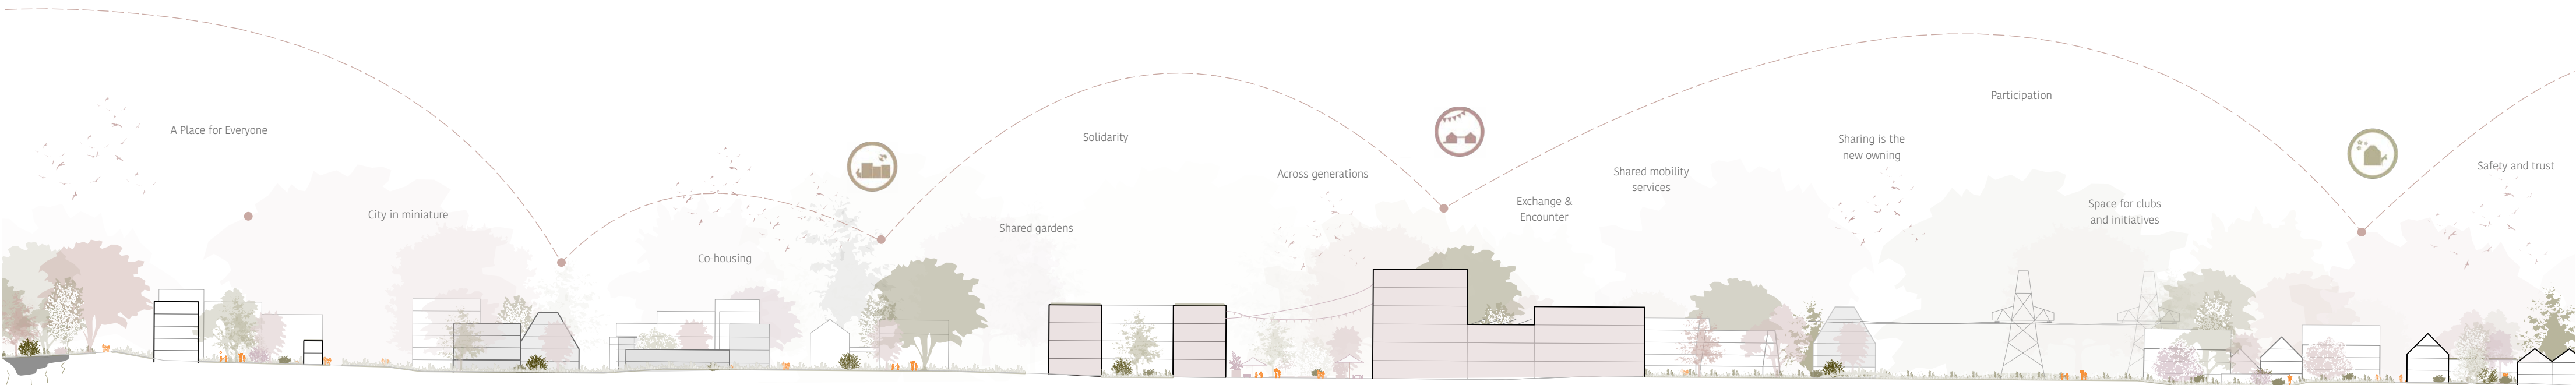 A Place for Everyone
City in miniature
Co-housing
Shared gardens
Solidarity
Across generations
Exchange &
Encounter
Shared mobility
services
Sharing is the
new owning
Participation
Space for clubs
and initiatives
Safety and trust